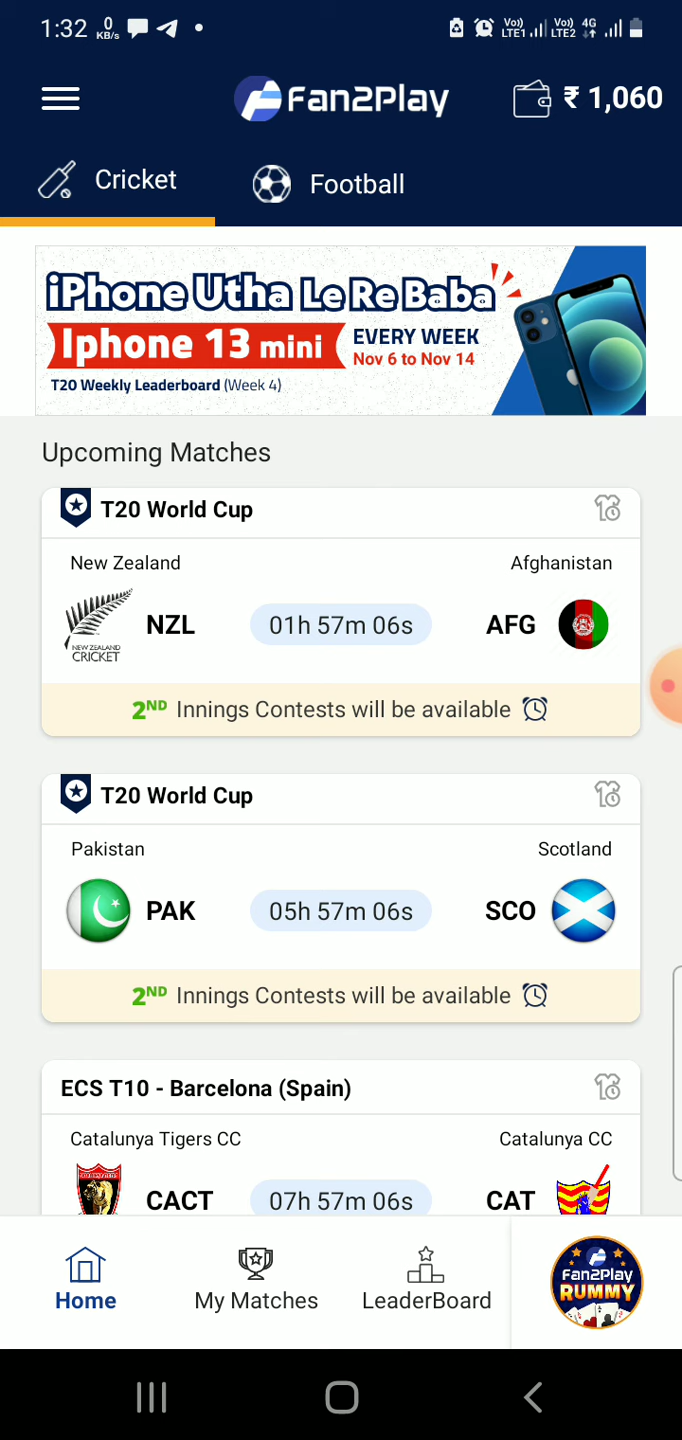 1:32 0 KB/s Vo) LTE1 Vo) LTE2 4G
Fan2Play ₹ 1,060
Cricket Football
iPhone Utha Le Re Baba
Iphone 13 mini EVERY WEEK
Nov 6 to Nov 14
T20 Weekly Leaderboard (Week 4)
Upcoming Matches
T20 World Cup
New Zealand Afghanistan
NZL 01h 57m 06s AFG
NEW ZEALAND
CRICKET
2ND Innings Contests will be available
T20 World Cup
Pakistan Scotland
PAK 05h 57m 06s SCO
2ND Innings Contests will be available
ECS T10 - Barcelona (Spain)
Catalunya Tigers CC Catalunya CC
CACT 07h 57m 06s CAT
Home My Matches LeaderBoard
Fan2Play
RUMMY